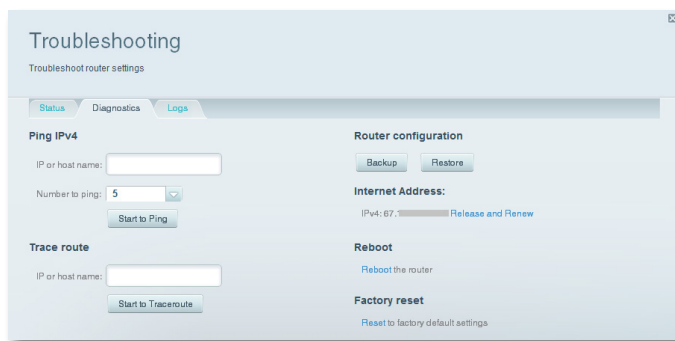 Troubleshooting
Troubleshoot router settings
Status Diagnostics Logs
Ping IPv4
IP or host name:
Number to ping: 5
Start to Ping
Trace route
IP or host name:
Start to Traceroute
Router configuration
Backup Restore
Internet Address:
IPv4: 67. Release and Renew
Reboot
Reboot the router
Factory reset
Reset to factory default settings